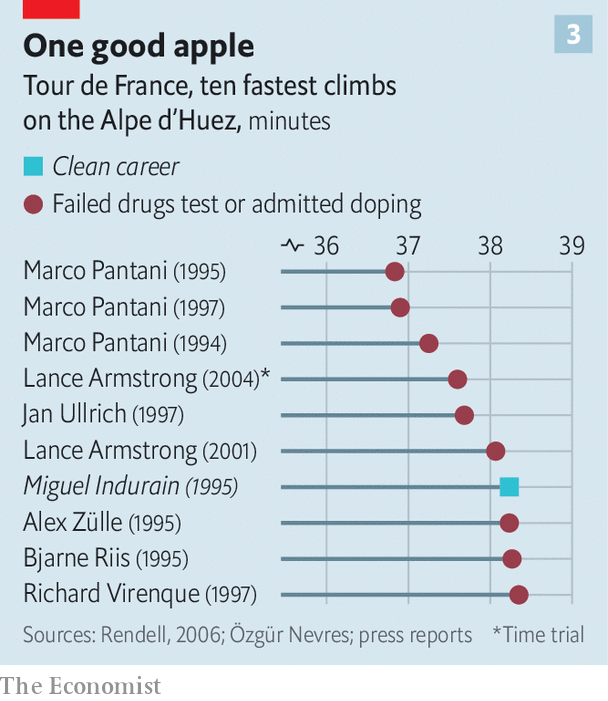 One good apple
3
Tour de France, ten fastest climbs
on the Alpe d’Huez, minutes
Clean career
Failed drugs test or admitted doping
36 37 38 39
Marco Pantani (1995)
Marco Pantani (1997)
Marco Pantani (1994)
Lance Armstrong (2004)*
Jan Ullrich (1997)
Lance Armstrong (2001)
Miguel Indurain (1995)
Alex Zülle (1995)
Bjarne Riis (1995)
Richard Virenque (1997)
Sources: Rendell, 2006; Özgür Nevres; press reports *Time trial
The Economist